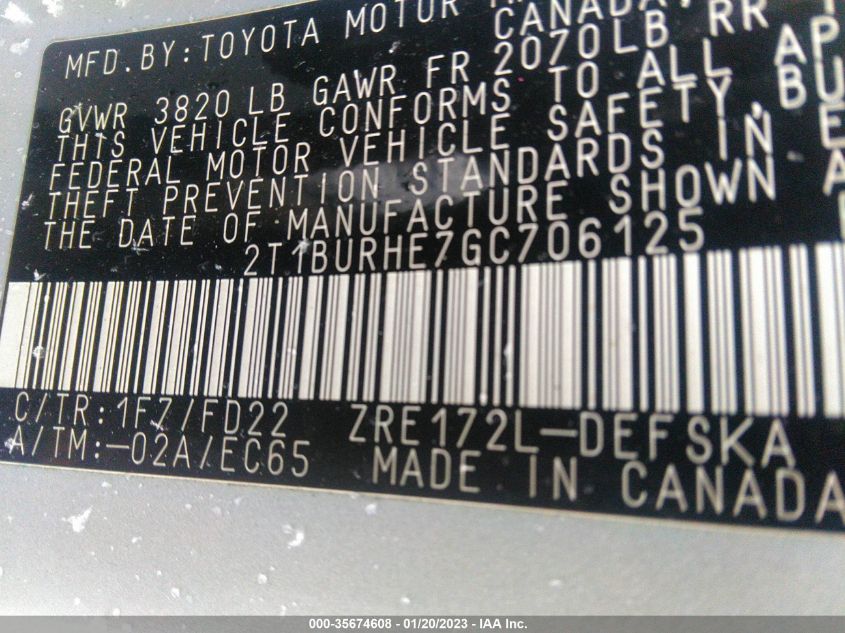 MFD.BY:TOYOTA MOTOR
CANADA,
GVWR 3820 LB GAWR FR 2070LB RR
THIS VEHICLE CONFORMS TO ALL AP
FEDERAL MOTOR VEHICLE SAFETY,BU
THEFT PREVENTION STANDARDS IN E
THE DATE OF MANUFACTURE SHOWN A
2T1BURHE7GC706125
C/TR:1F7/FD22 ZRE172L-DEFSKA
A/TM:-02A/EC65 MADE IN CANADA
000-35674608 - 01/20/2023 - IAA Inc.